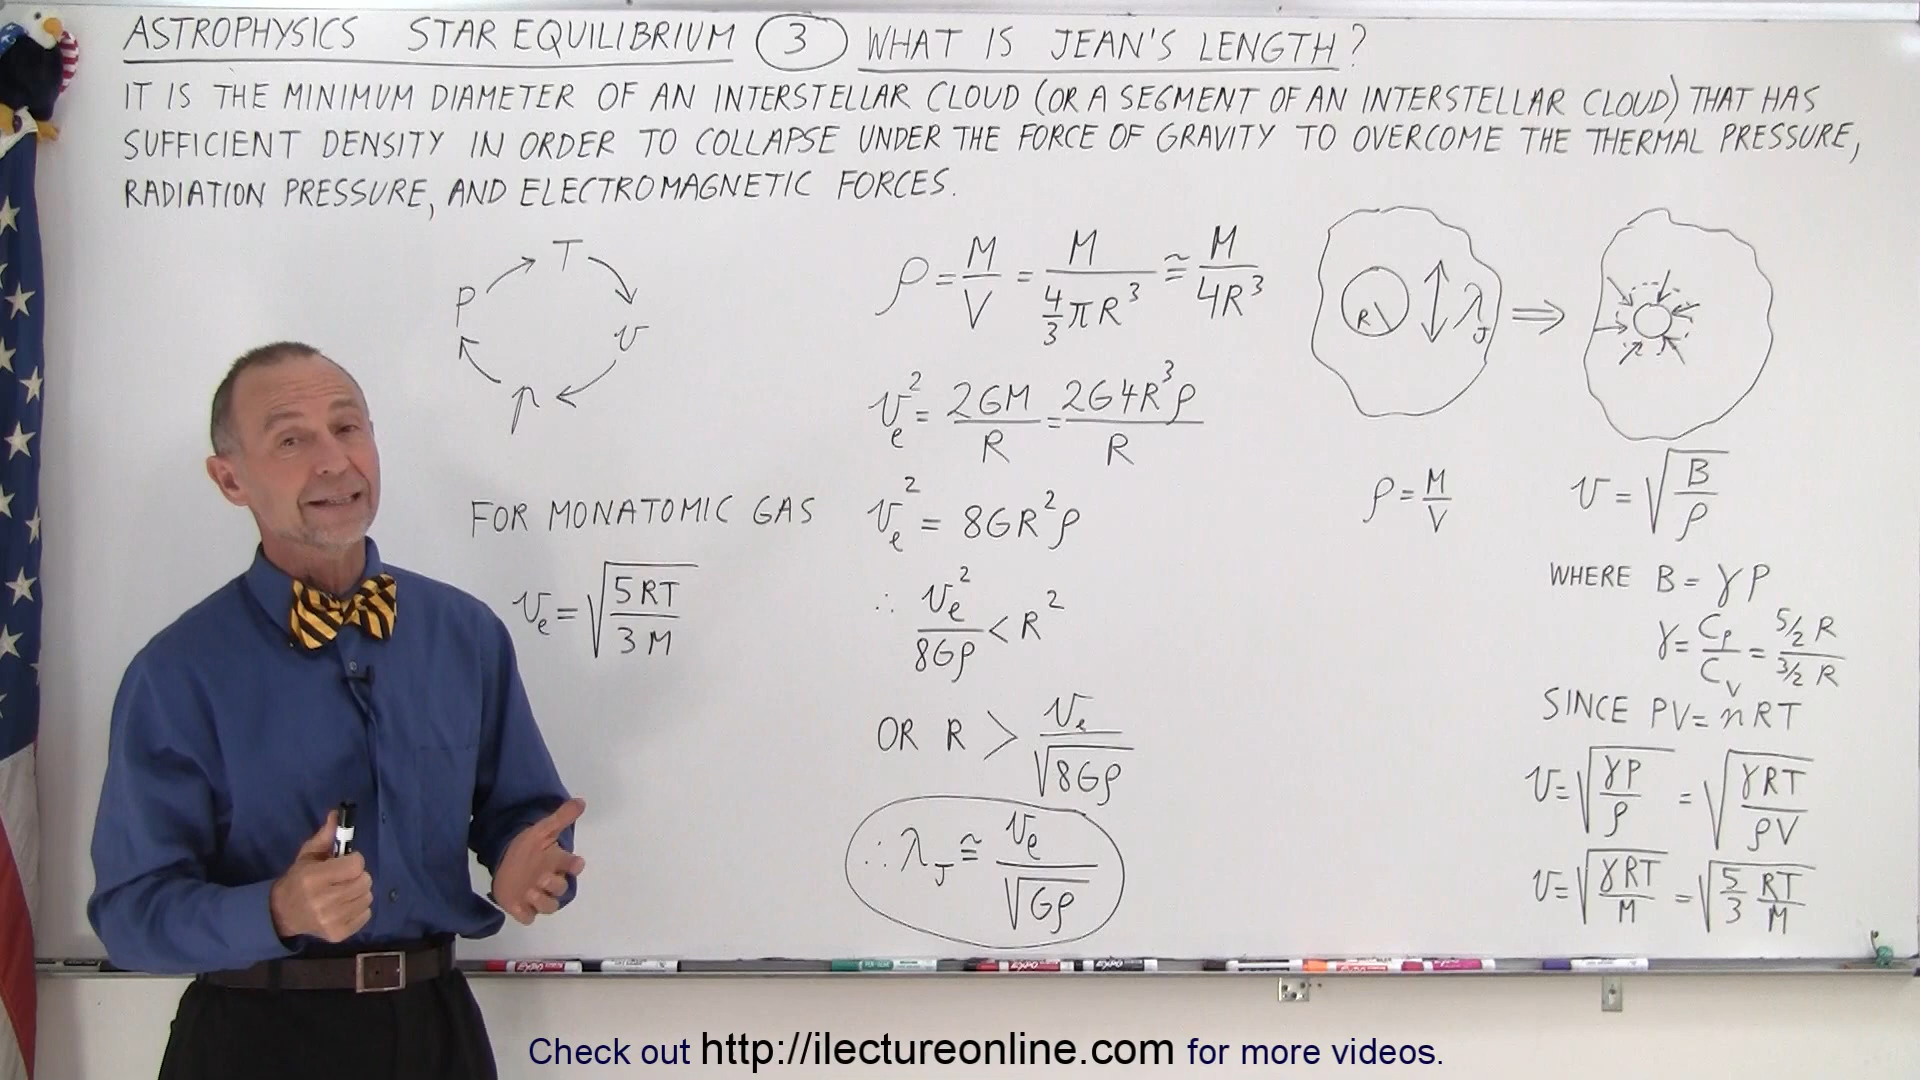 ASTROPHYSICS STAR EQUILIBRIUM 3 WHAT IS JEAN'S LENGTH?
IT IS THE MINIMUM DIAMETER OF AN INTERSTELLAR CLOUD (OR A SEGMENT OF AN INTERSTELLAR CLOUD) THAT HAS
SUFFICIENT DENSITY IN ORDER TO COLLAPSE UNDER THE FORCE OF GRAVITY TO OVERCOME THE THERMAL PRESSURE,
RADIATION PRESSURE, AND ELECTROMAGNETIC FORCES.
T
P
v
ρ
FOR MONATOMIC GAS
v_e = √(5RT / 3M)
ρ = M/V = M / (4/3 πR³) ≅ M / 4R³
v_e² = 2GM / R = 2G4R³ρ / R
v_e² = 8GR²ρ
∴ v_e² / 8Gρ < R²
OR R > v_e / √(8Gρ)
∴ λ_J ≅ v_e / √(Gρ)
R λ_J ⇒
ρ = M/V
v = √(B/ρ)
WHERE B = γP
γ = C_P / C_V = 5/2 R / 3/2 R
SINCE PV = nRT
v = √(γP / ρ) = √(γRT / ρV)
v = √(γRT / M) = √(5/3 RT/M)
Check out http://ilectureonline.com for more videos.